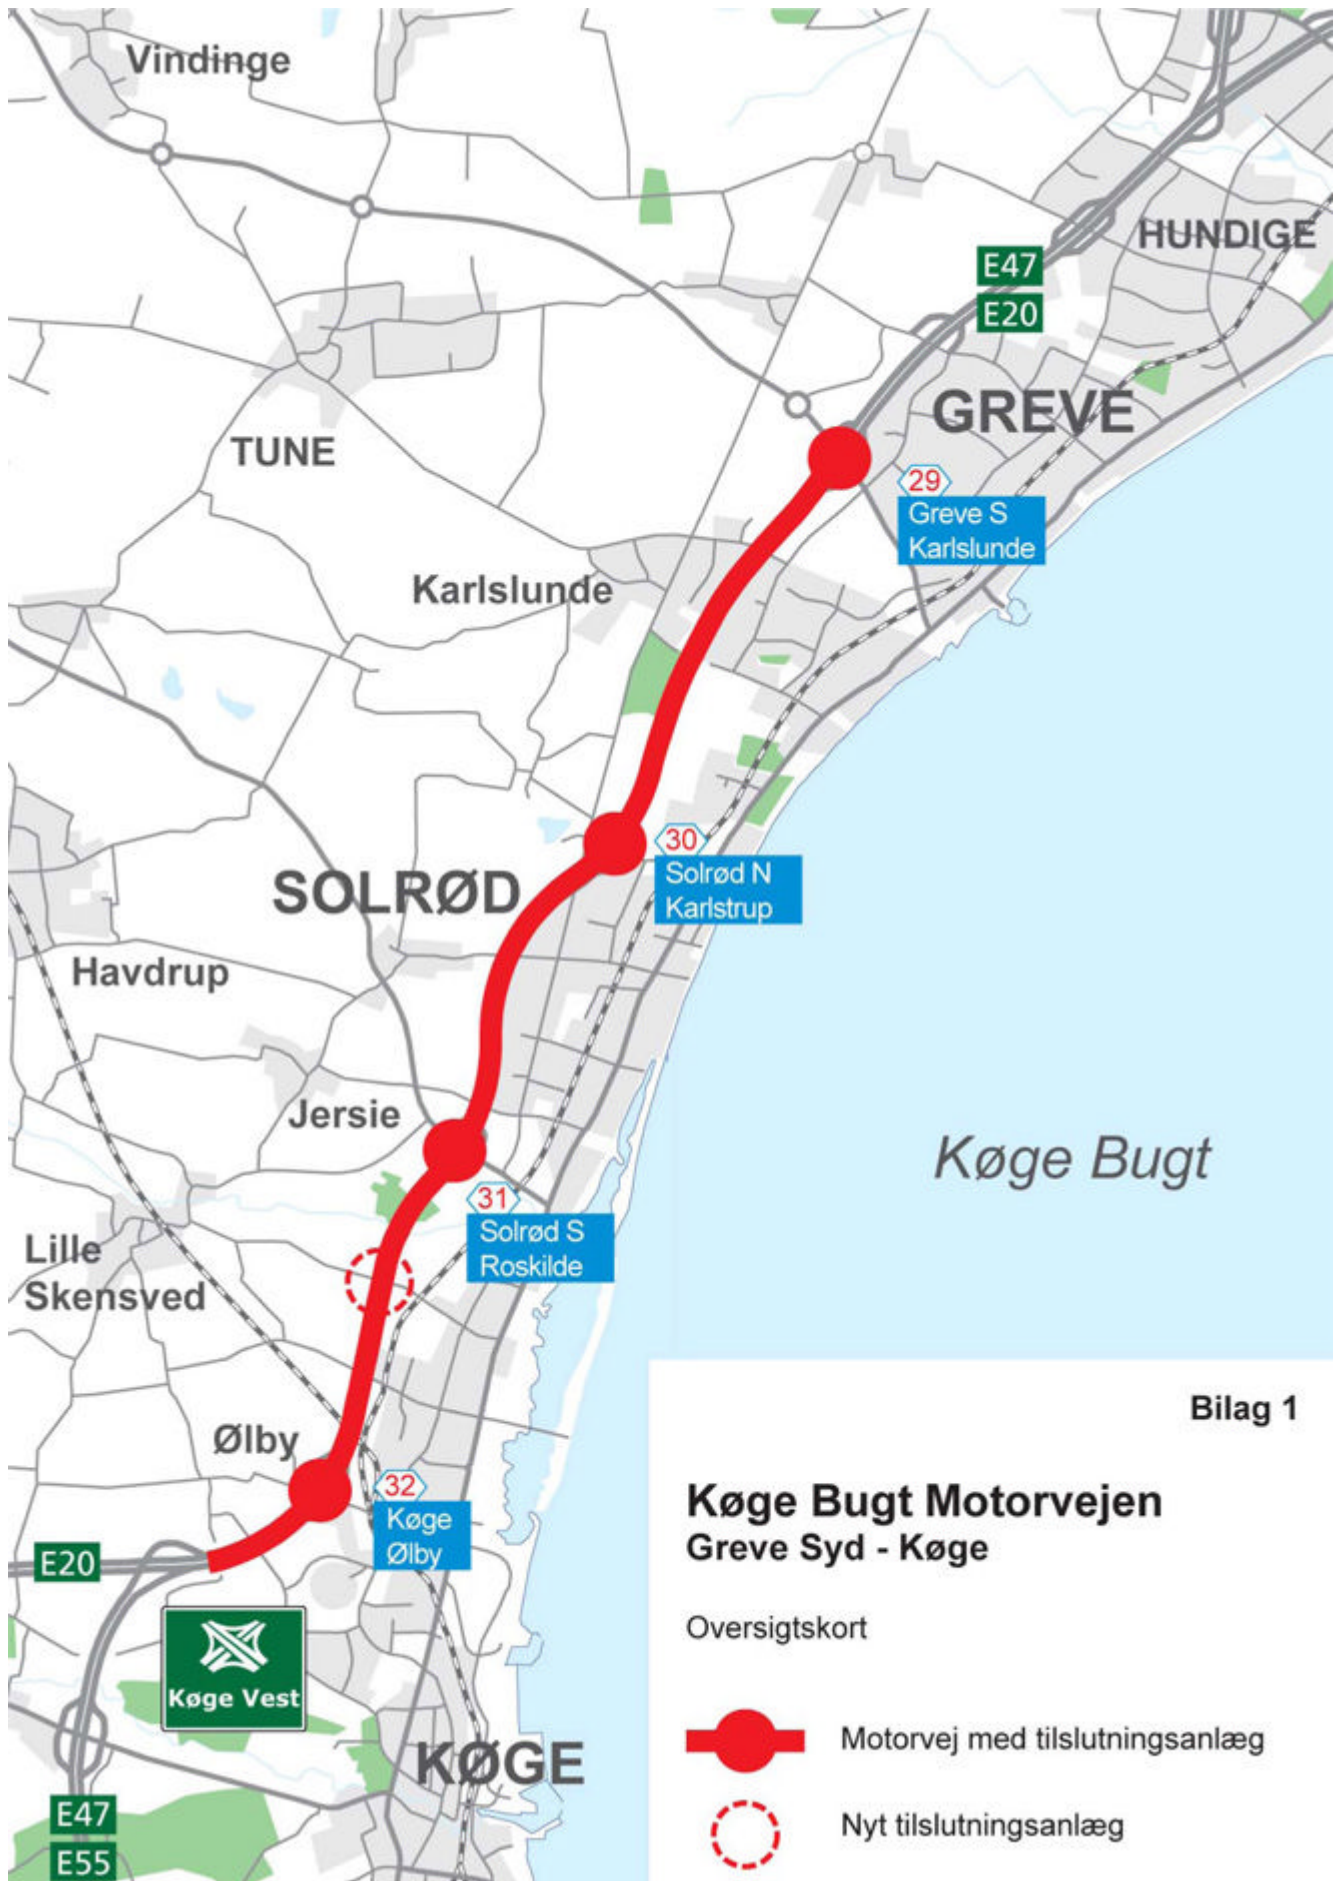 Vindinge
HUNDIGE
E47
E20
GREVE
TUNE
29
Greve S
Karlslunde
Karlslunde
30
Solrød N
Karlstrup
SOLRØD
Havdrup
Jersie
Køge Bugt
31
Solrød S
Roskilde
Lille
Skensved
Ølby
32
Køge
Ølby
E20
Køge Vest
KØGE
E47
E55
Bilag 1
Køge Bugt Motorvejen
Greve Syd - Køge
Oversigtskort
Motorvej med tilslutningsanlæg
Nyt tilslutningsanlæg